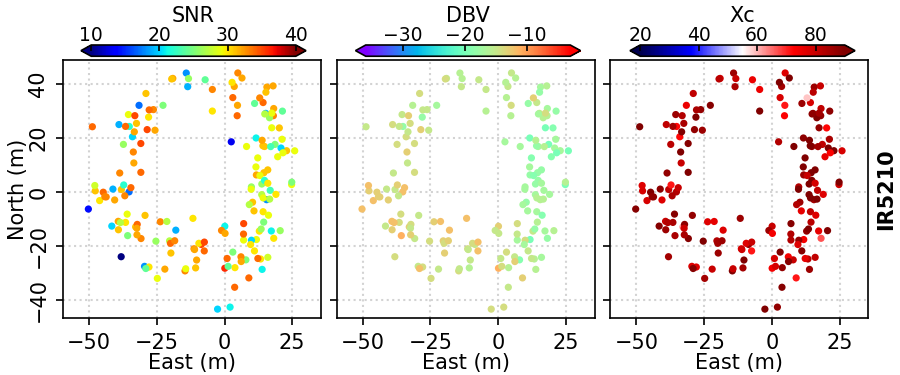 SNR DBV Xc
10 20 30 40 −30 −20 −10 20 40 60 80
40
20
0
−20
−40
North (m)
IR5210
−50 −25 0 25 −50 −25 0 25 −50 −25 0 25
East (m) East (m) East (m)